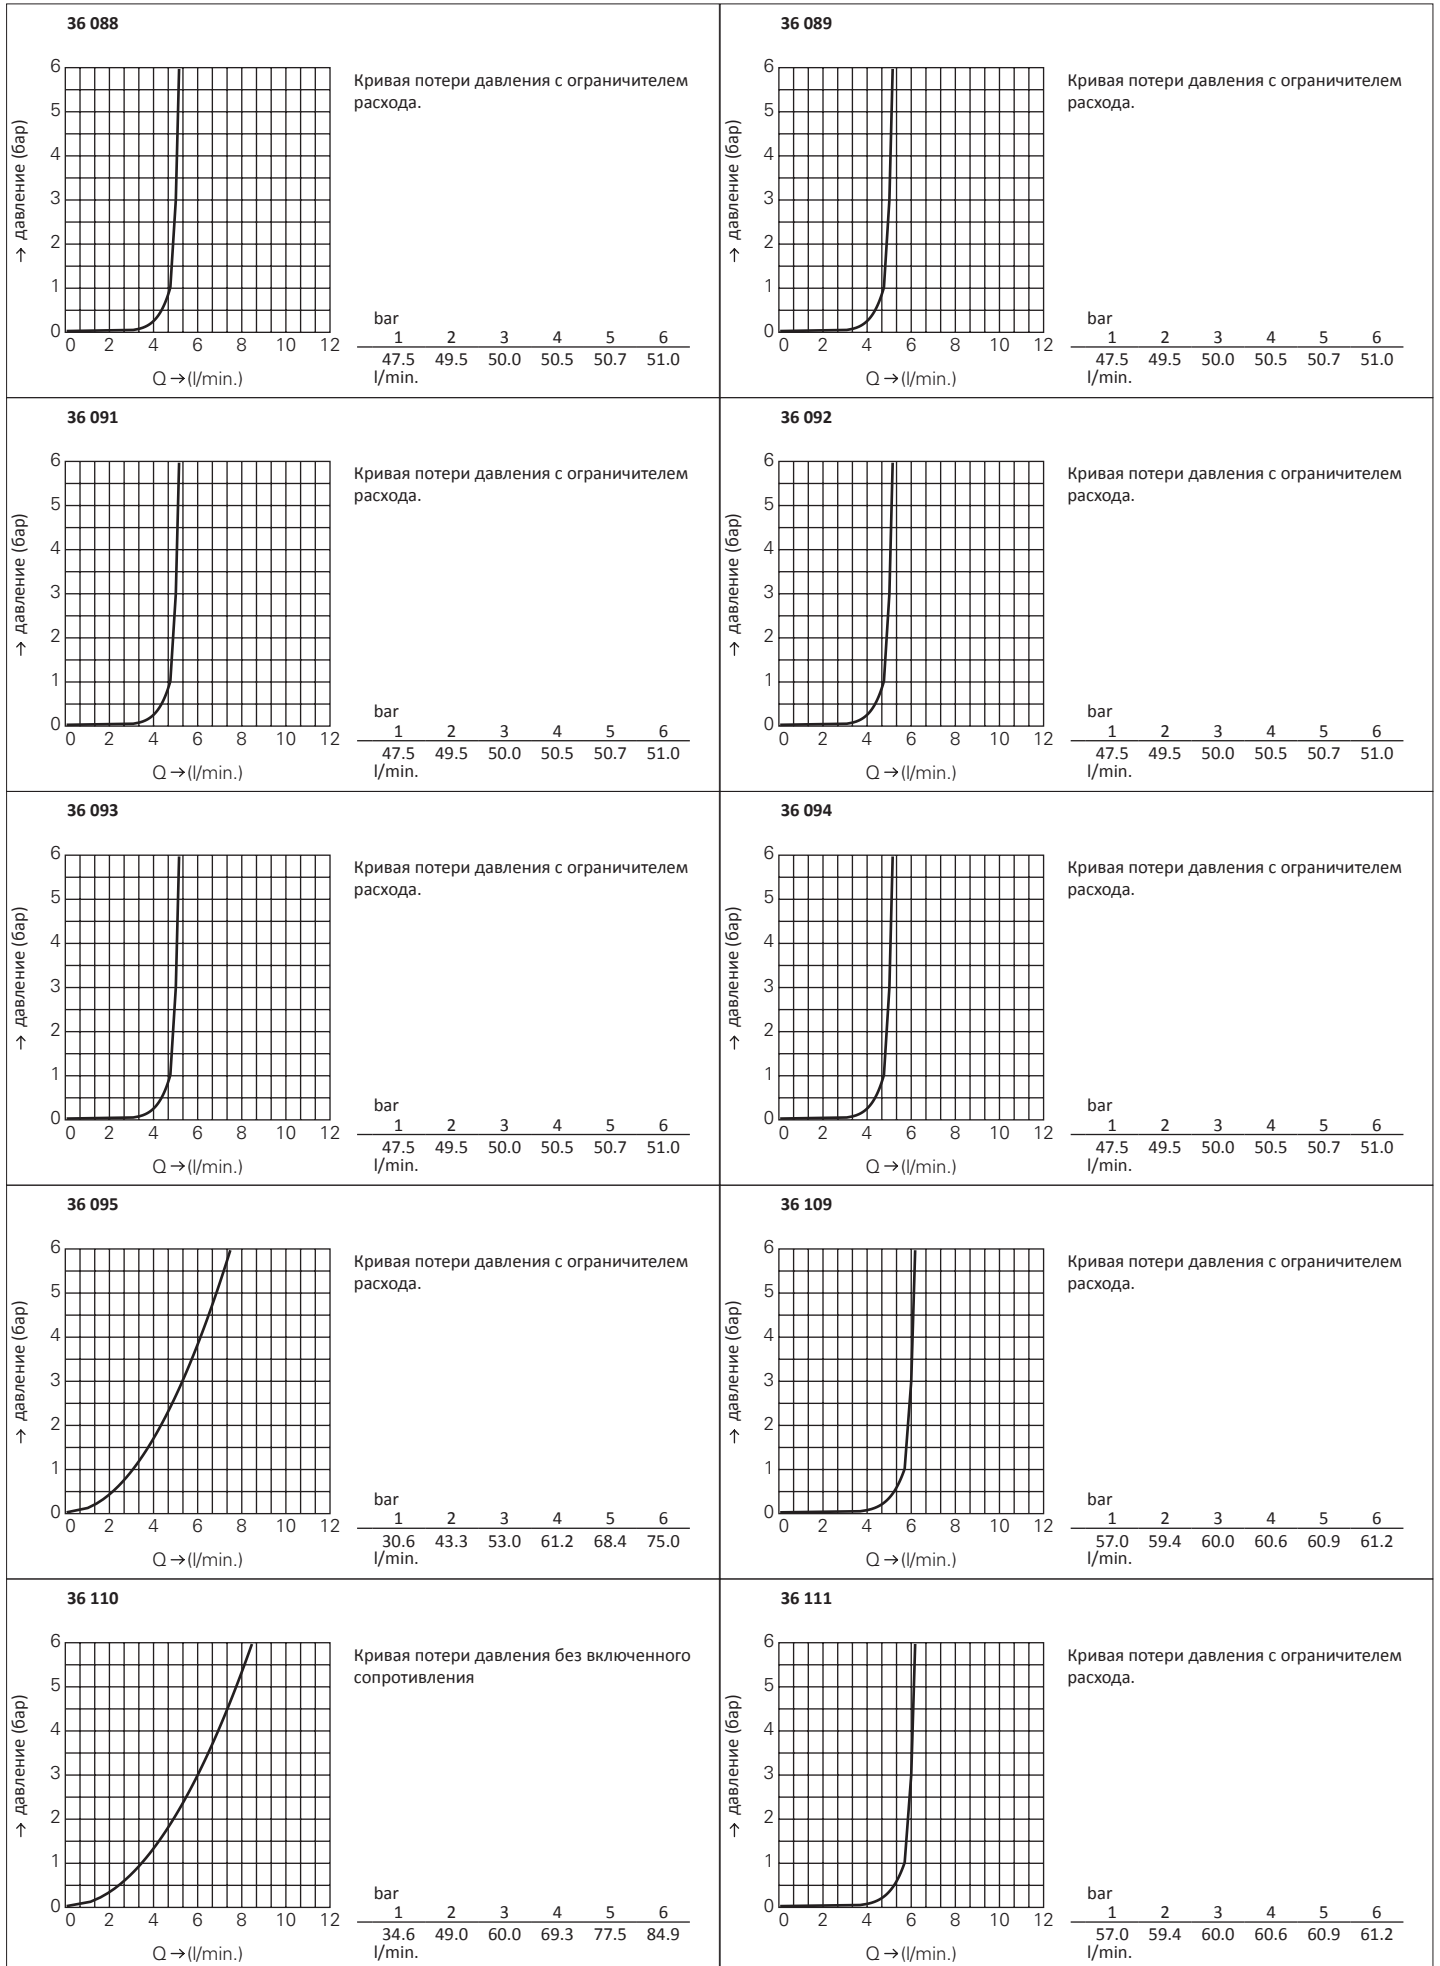 36 088
6
5
4
3
2
1
0
→ давление (бар)
0 2 4 6 8 10 12
Q →(l/min.)
Кривая потери давления с ограничителем
расхода.
bar
1 2 3 4 5 6
47.5 49.5 50.0 50.5 50.7 51.0
l/min.
36 089
6
5
4
3
2
1
0
→ давление (бар)
0 2 4 6 8 10 12
Q →(l/min.)
Кривая потери давления с ограничителем
расхода.
bar
1 2 3 4 5 6
47.5 49.5 50.0 50.5 50.7 51.0
l/min.
36 091
6
5
4
3
2
1
0
→ давление (бар)
0 2 4 6 8 10 12
Q →(l/min.)
Кривая потери давления с ограничителем
расхода.
bar
1 2 3 4 5 6
47.5 49.5 50.0 50.5 50.7 51.0
l/min.
36 092
6
5
4
3
2
1
0
→ давление (бар)
0 2 4 6 8 10 12
Q →(l/min.)
Кривая потери давления с ограничителем
расхода.
bar
1 2 3 4 5 6
47.5 49.5 50.0 50.5 50.7 51.0
l/min.
36 093
6
5
4
3
2
1
0
→ давление (бар)
0 2 4 6 8 10 12
Q →(l/min.)
Кривая потери давления с ограничителем
расхода.
bar
1 2 3 4 5 6
47.5 49.5 50.0 50.5 50.7 51.0
l/min.
36 094
6
5
4
3
2
1
0
→ давление (бар)
0 2 4 6 8 10 12
Q →(l/min.)
Кривая потери давления с ограничителем
расхода.
bar
1 2 3 4 5 6
47.5 49.5 50.0 50.5 50.7 51.0
l/min.
36 095
6
5
4
3
2
1
0
→ давление (бар)
0 2 4 6 8 10 12
Q →(l/min.)
Кривая потери давления с ограничителем
расхода.
bar
1 2 3 4 5 6
30.6 43.3 53.0 61.2 68.4 75.0
l/min.
36 109
6
5
4
3
2
1
0
→ давление (бар)
0 2 4 6 8 10 12
Q →(l/min.)
Кривая потери давления с ограничителем
расхода.
bar
1 2 3 4 5 6
57.0 59.4 60.0 60.6 60.9 61.2
l/min.
36 110
6
5
4
3
2
1
0
→ давление (бар)
0 2 4 6 8 10 12
Q →(l/min.)
Кривая потери давления без включенного
сопротивления
bar
1 2 3 4 5 6
34.6 49.0 60.0 69.3 77.5 84.9
l/min.
36 111
6
5
4
3
2
1
0
→ давление (бар)
0 2 4 6 8 10 12
Q →(l/min.)
Кривая потери давления с ограничителем
расхода.
bar
1 2 3 4 5 6
57.0 59.4 60.0 60.6 60.9 61.2
l/min.